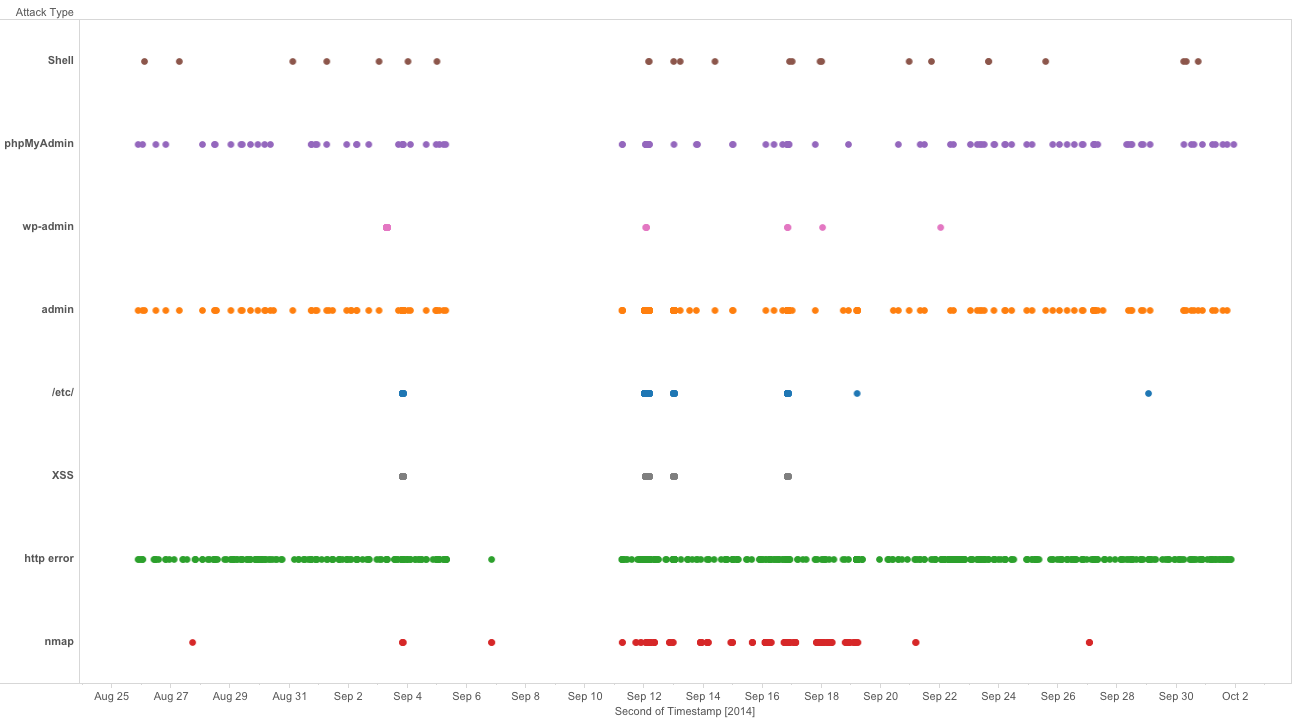 Attack Type
Shell
phpMyAdmin
wp-admin
admin
/etc/
XSS
http error
nmap
Aug 25 Aug 27 Aug 29 Aug 31 Sep 2 Sep 4 Sep 6 Sep 8 Sep 10 Sep 12 Sep 14 Sep 16 Sep 18 Sep 20 Sep 22 Sep 24 Sep 26 Sep 28 Sep 30 Oct 2
Second of Timestamp [2014]